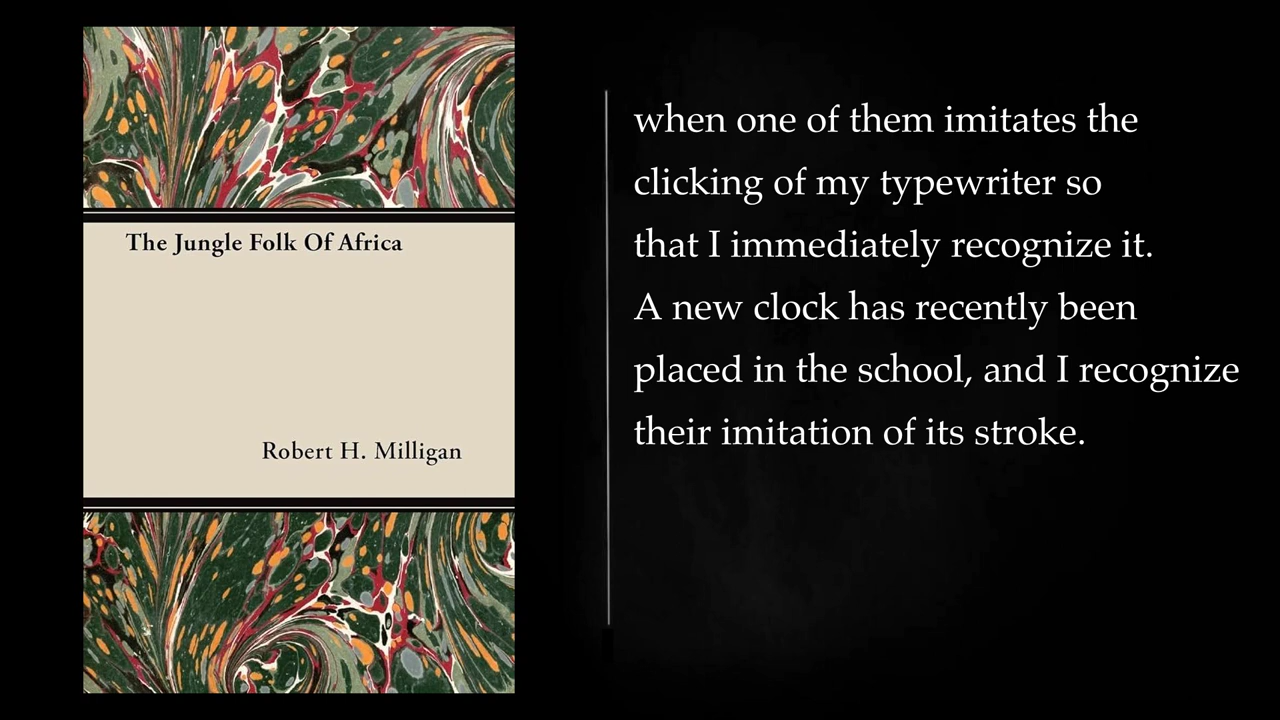 The Jungle Folk Of Africa
Robert H. Milligan
when one of them imitates the
clicking of my typewriter so
that I immediately recognize it.
A new clock has recently been
placed in the school, and I recognize
their imitation of its stroke.